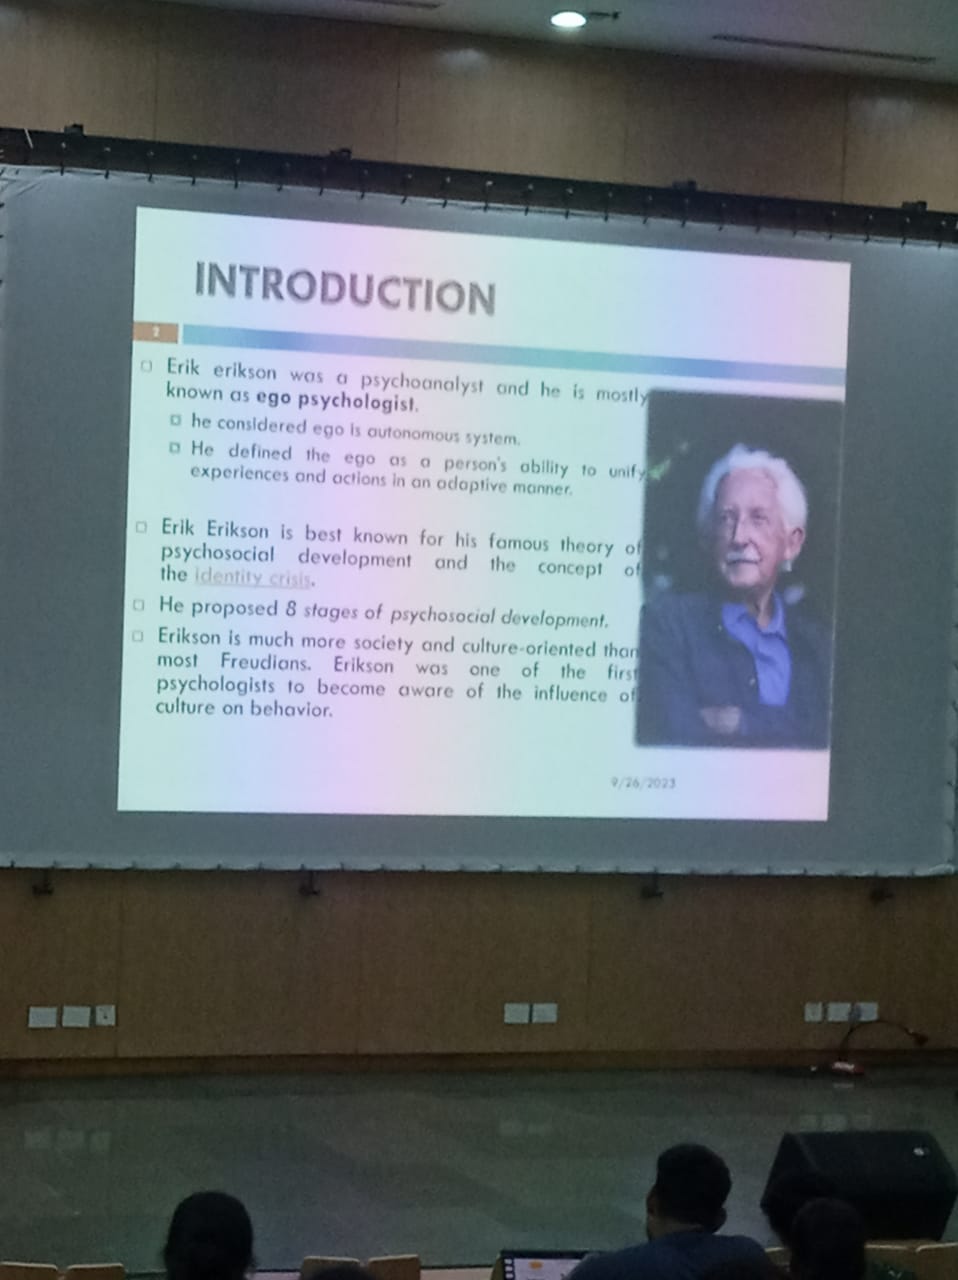 INTRODUCTION
2
Erik erikson was a psychoanalyst and he is mostly
known as ego psychologist.
he considered ego is autonomous system.
He defined the ego as a person's ability to unify
experiences and actions in an adaptive manner.
Erik Erikson is best known for his famous theory of
psychosocial development and the concept of
the identity crisis.
He proposed 8 stages of psychosocial development.
Erikson is much more society and culture-oriented than
most Freudians. Erikson was one of the first
psychologists to become aware of the influence of
culture on behavior.
9/26/2023